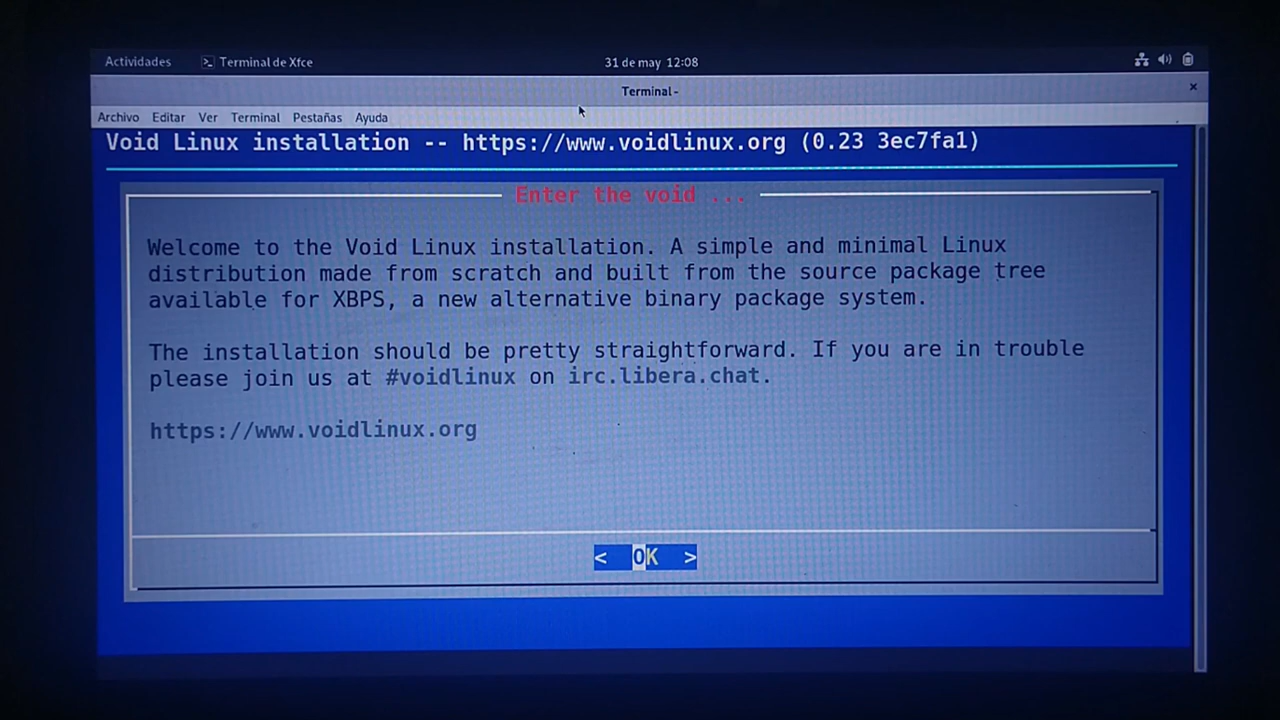 Actividades >_ Terminal de Xfce 31 de may 12:08
Terminal -
Archivo Editar Ver Terminal Pestañas Ayuda
Void Linux installation -- https://www.voidlinux.org (0.23 3ec7fa1)
Enter the void ...
Welcome to the Void Linux installation. A simple and minimal Linux
distribution made from scratch and built from the source package tree
available for XBPS, a new alternative binary package system.
The installation should be pretty straightforward. If you are in trouble
please join us at #voidlinux on irc.libera.chat.
https://www.voidlinux.org
< OK >